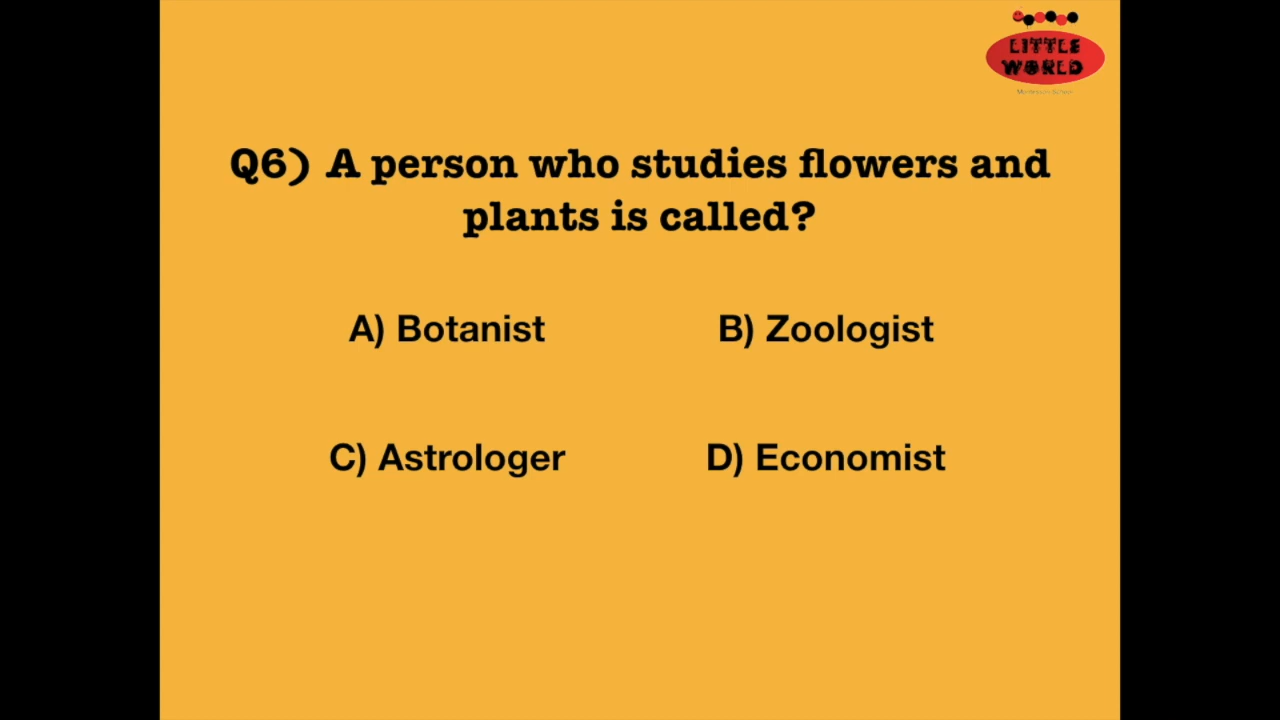 LITTLE
WORLD
Q6) A person who studies flowers and
plants is called?
A) Botanist
B) Zoologist
C) Astrologer
D) Economist